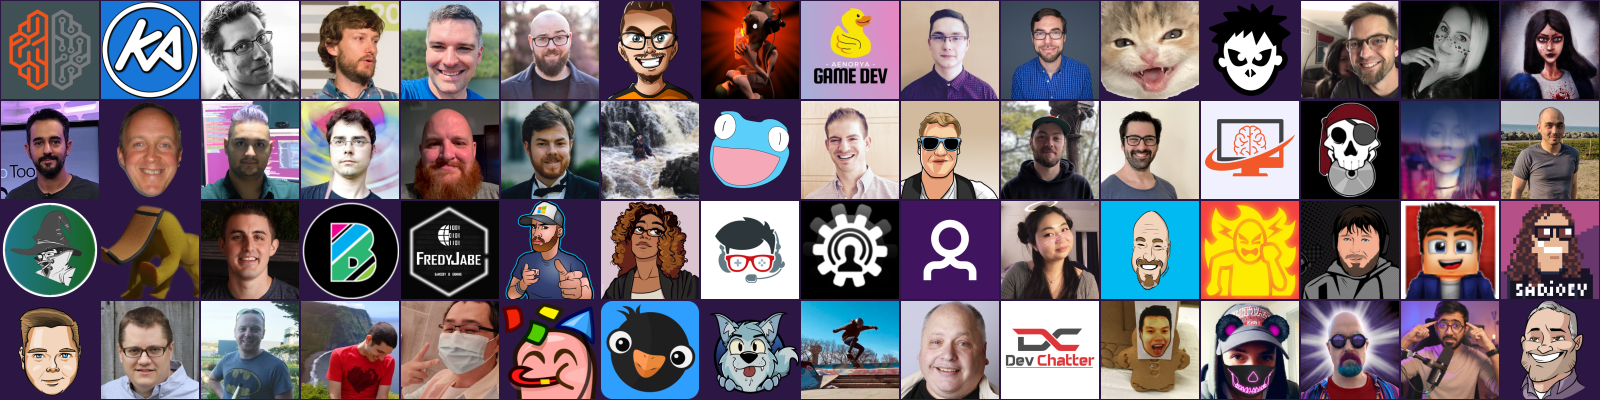 KA
- AENORYA -
GAME DEV
Too
B
FREDYJABE
SADJOEY
DC
Dev Chatter